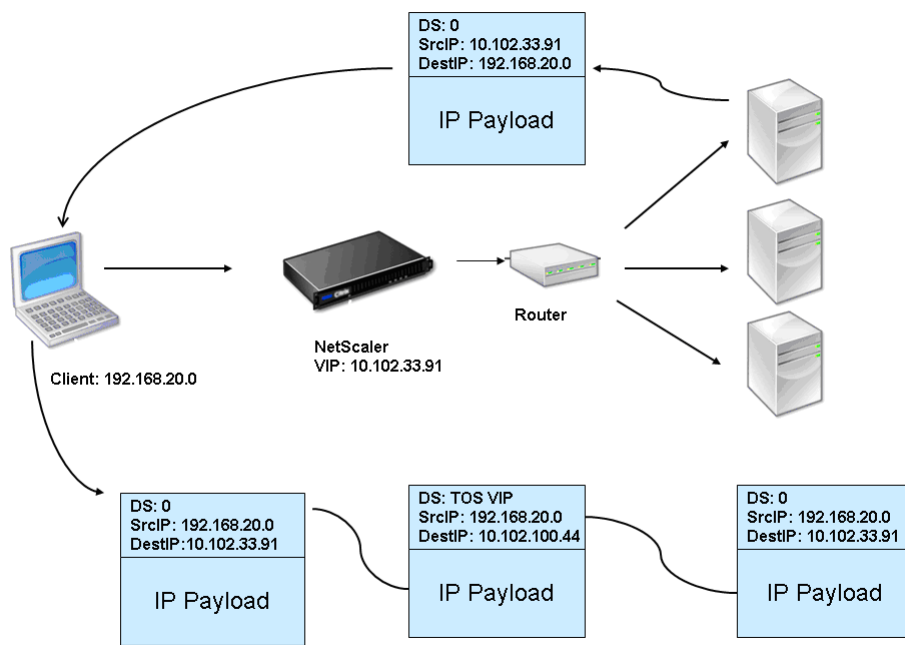 DS: 0
SrcIP: 10.102.33.91
DestIP: 192.168.20.0
IP Payload
Router
NetScaler
VIP: 10.102.33.91
Client: 192.168.20.0
DS: 0
SrcIP: 192.168.20.0
DestIP:10.102.33.91
IP Payload
DS: TOS VIP
SrcIP: 192.168.20.0
DestIP: 10.102.100.44
IP Payload
DS: 0
SrcIP: 192.168.20.0
DestIP: 10.102.33.91
IP Payload